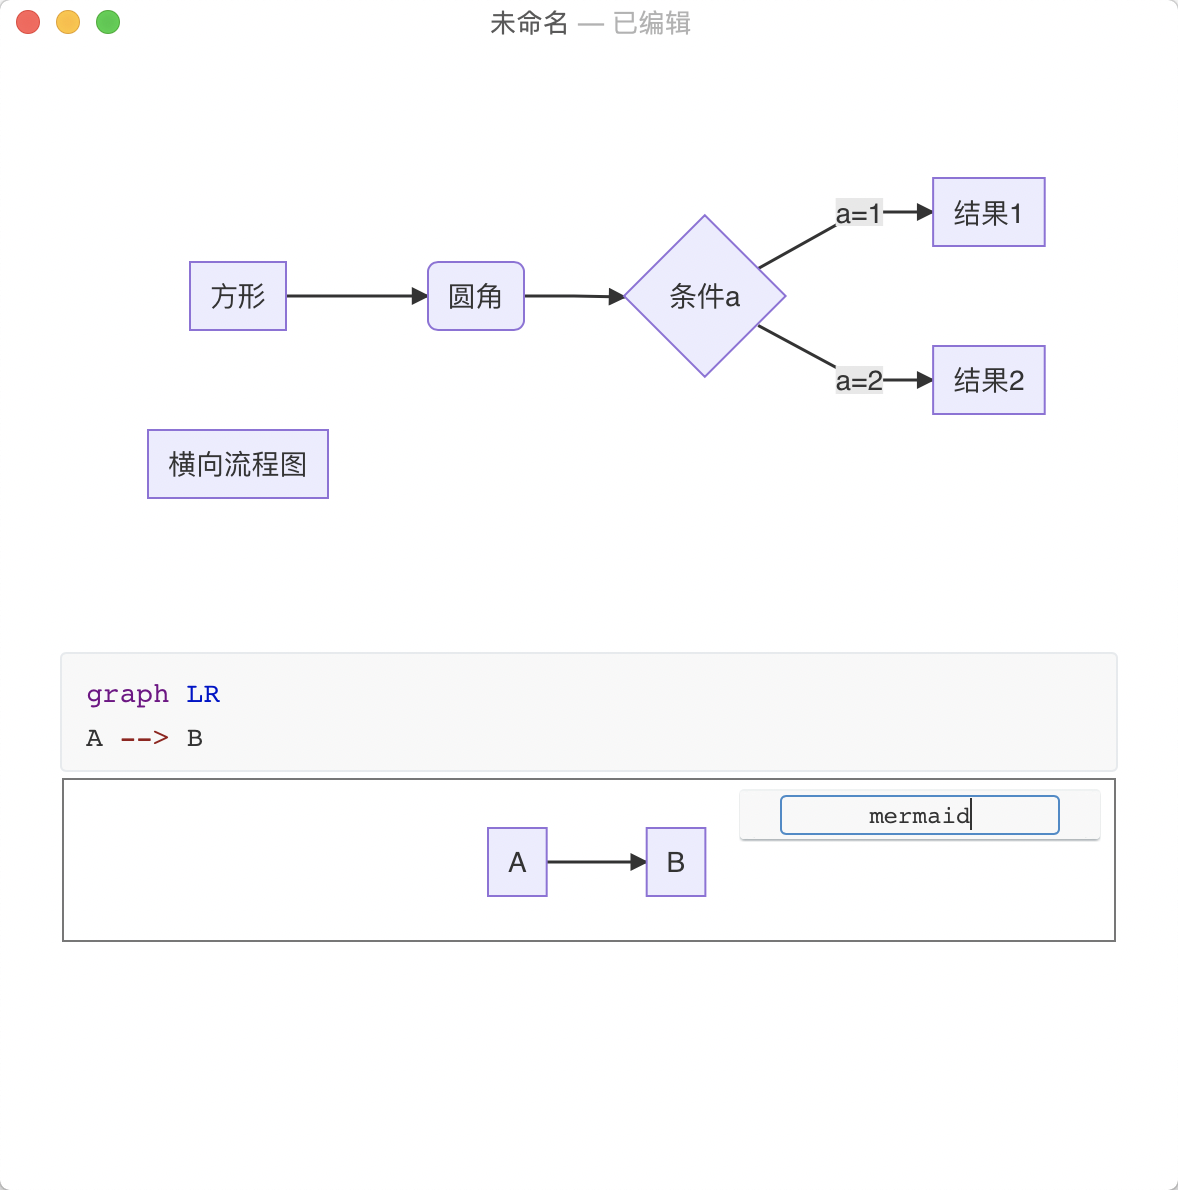 未命名 — 已编辑
a=1
结果1
方形
圆角
条件a
a=2
结果2
横向流程图
graph LR
A --> B
mermaid
A
B